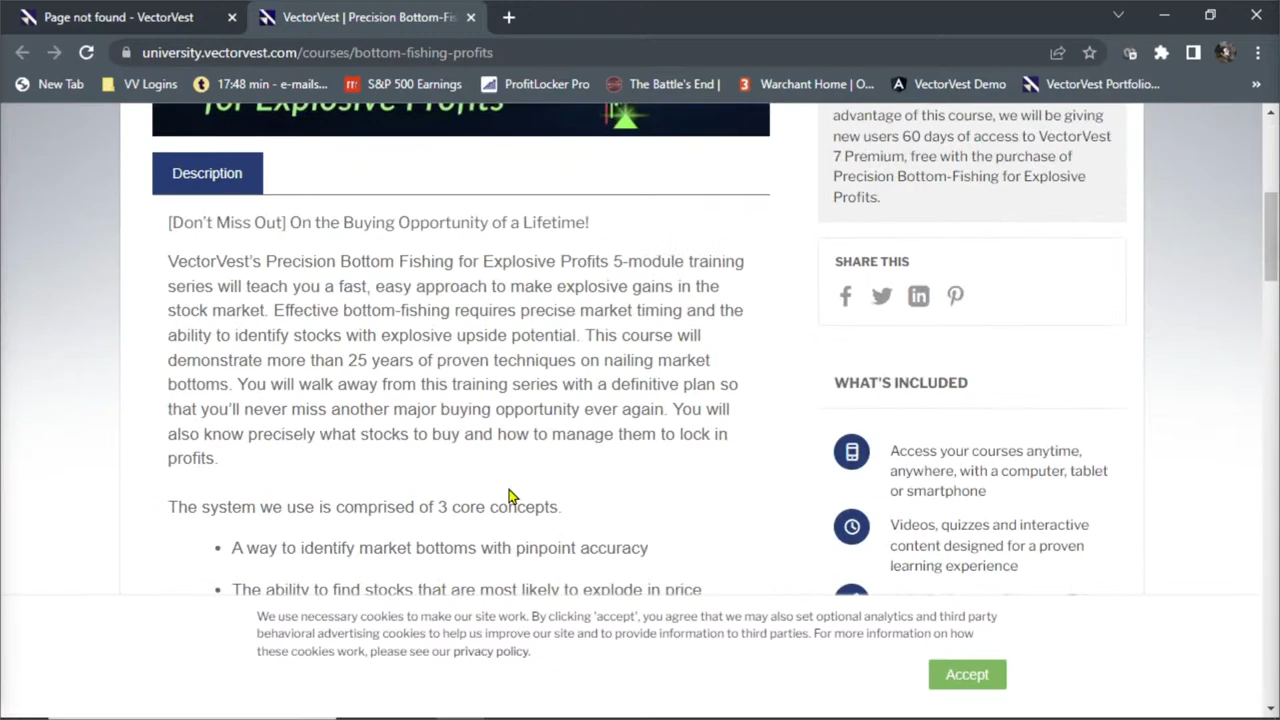 Page not found - VectorVest
VectorVest | Precision Bottom-Fis
university.vectorvest.com/courses/bottom-fishing-profits
New Tab
VV Logins
17:48 min - e-mails...
S&P 500 Earnings
ProfitLocker Pro
The Battle's End |
Warchant Home | O...
VectorVest Demo
VectorVest Portfolio...
for Explosive Profits
Description
[Don't Miss Out] On the Buying Opportunity of a Lifetime!
VectorVest's Precision Bottom Fishing for Explosive Profits 5-module training
series will teach you a fast, easy approach to make explosive gains in the
stock market. Effective bottom-fishing requires precise market timing and the
ability to identify stocks with explosive upside potential. This course will
demonstrate more than 25 years of proven techniques on nailing market
bottoms. You will walk away from this training series with a definitive plan so
that you'll never miss another major buying opportunity ever again. You will
also know precisely what stocks to buy and how to manage them to lock in
profits.
The system we use is comprised of 3 core concepts.
• A way to identify market bottoms with pinpoint accuracy
• The ability to find stocks that are most likely to explode in price
advantage of this course, we will be giving
new users 60 days of access to VectorVest
7 Premium, free with the purchase of
Precision Bottom-Fishing for Explosive
Profits.
SHARE THIS
WHAT'S INCLUDED
Access your courses anytime,
anywhere, with a computer, tablet
or smartphone
Videos, quizzes and interactive
content designed for a proven
learning experience
We use necessary cookies to make our site work. By clicking 'accept', you agree that we may also set optional analytics and third party
behavioral advertising cookies to help us improve our site and to provide information to third parties. For more information on how
these cookies work, please see our privacy policy.
Accept